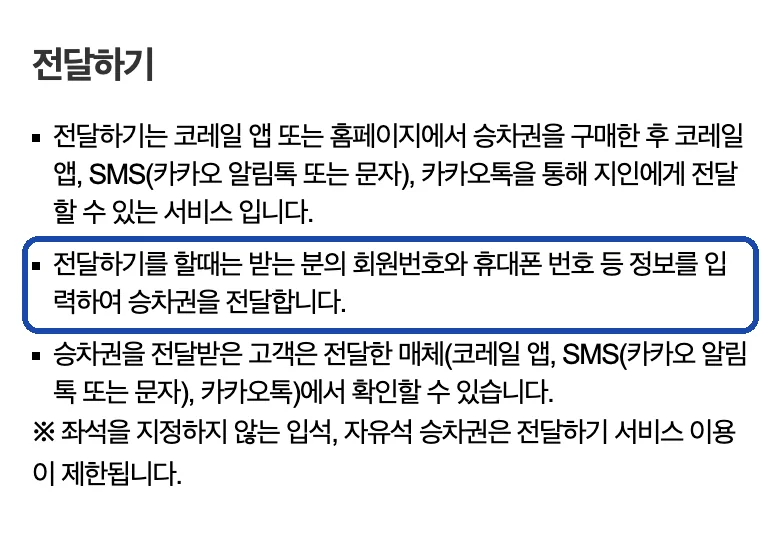 전달하기
▪ 전달하기는 코레일 앱 또는 홈페이지에서 승차권을 구매한 후 코레일
앱, SMS(카카오 알림톡 또는 문자), 카카오톡을 통해 지인에게 전달
할 수 있는 서비스 입니다.
▪ 전달하기를 할때는 받는 분의 회원번호와 휴대폰 번호 등 정보를 입
력하여 승차권을 전달합니다.
▪ 승차권을 전달받은 고객은 전달한 매체(코레일 앱, SMS(카카오 알림
톡 또는 문자), 카카오톡)에서 확인할 수 있습니다.
※ 좌석을 지정하지 않는 입석, 자유석 승차권은 전달하기 서비스 이용
이 제한됩니다.